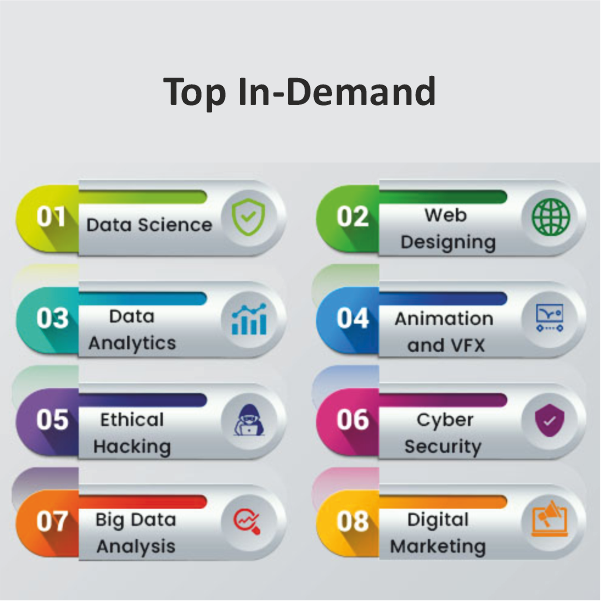 Top In-Demand
01
Data Science
02
Web
Designing
03
Data
Analytics
04
Animation
and VFX
05
Ethical
Hacking
06
Cyber
Security
07
Big Data
Analysis
08
Digital
Marketing